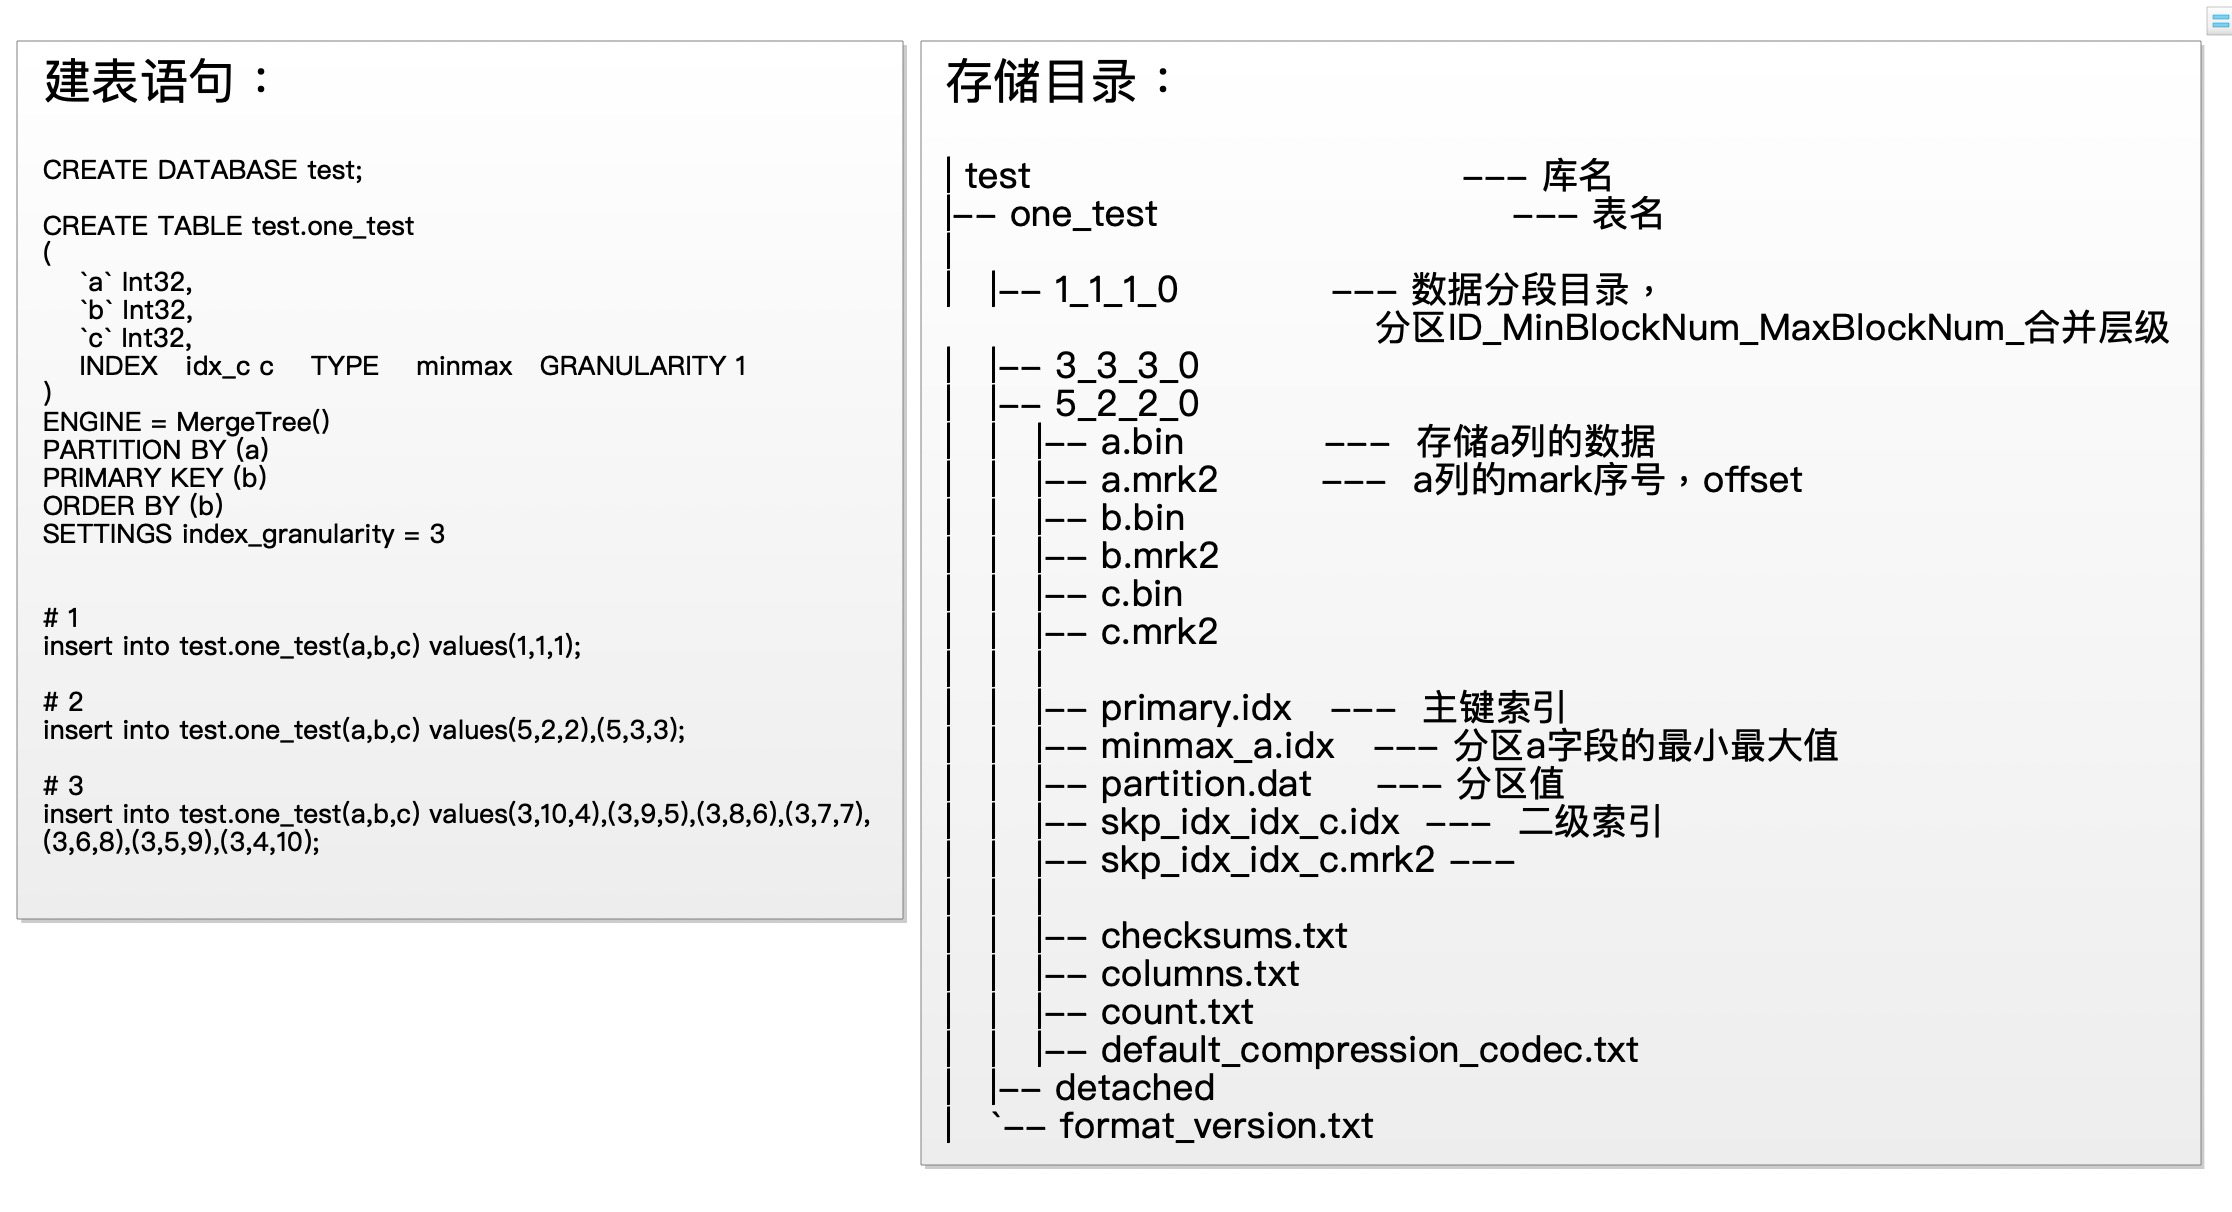 建表语句：
CREATE DATABASE test;
CREATE TABLE test.one_test
(
`a` Int32,
`b` Int32,
`c` Int32,
INDEX idx_c c TYPE minmax GRANULARITY 1
)
ENGINE = MergeTree()
PARTITION BY (a)
PRIMARY KEY (b)
ORDER BY (b)
SETTINGS index_granularity = 3
# 1
insert into test.one_test(a,b,c) values(1,1,1);
# 2
insert into test.one_test(a,b,c) values(5,2,2),(5,3,3);
# 3
insert into test.one_test(a,b,c) values(3,10,4),(3,9,5),(3,8,6),(3,7,7),
(3,6,8),(3,5,9),(3,4,10);
存储目录：
| test --- 库名
|-- one_test --- 表名
|
| |-- 1_1_1_0 --- 数据分段目录，
分区ID_MinBlockNum_MaxBlockNum_合并层级
| |-- 3_3_3_0
| |-- 5_2_2_0
| | |-- a.bin --- 存储a列的数据
| | |-- a.mrk2 --- a列的mark序号，offset
| | |-- b.bin
| | |-- b.mrk2
| | |-- c.bin
| | |-- c.mrk2
| | |
| | |-- primary.idx --- 主键索引
| | |-- minmax_a.idx --- 分区a字段的最小最大值
| | |-- partition.dat --- 分区值
| | |-- skp_idx_idx_c.idx --- 二级索引
| | |-- skp_idx_idx_c.mrk2 ---
| | |
| | |-- checksums.txt
| | |-- columns.txt
| | |-- count.txt
| | |-- default_compression_codec.txt
| |-- detached
| `-- format_version.txt